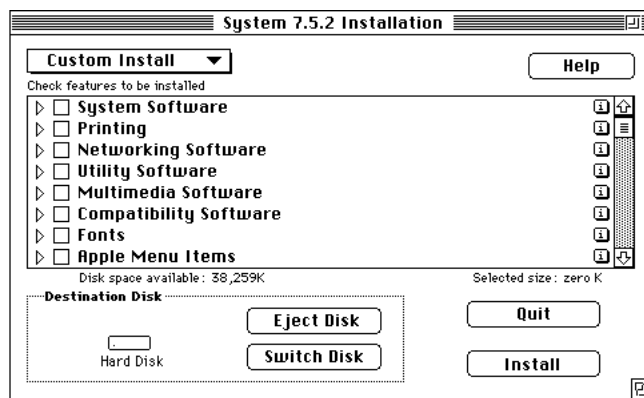 System 7.5.2 Installation
Custom Install
Help
Check features to be installed
System Software
Printing
Networking Software
Utility Software
Multimedia Software
Compatibility Software
Fonts
Apple Menu Items
Disk space available: 38,259K
Selected size: zero K
Destination Disk
Eject Disk
Quit
Hard Disk
Switch Disk
Install